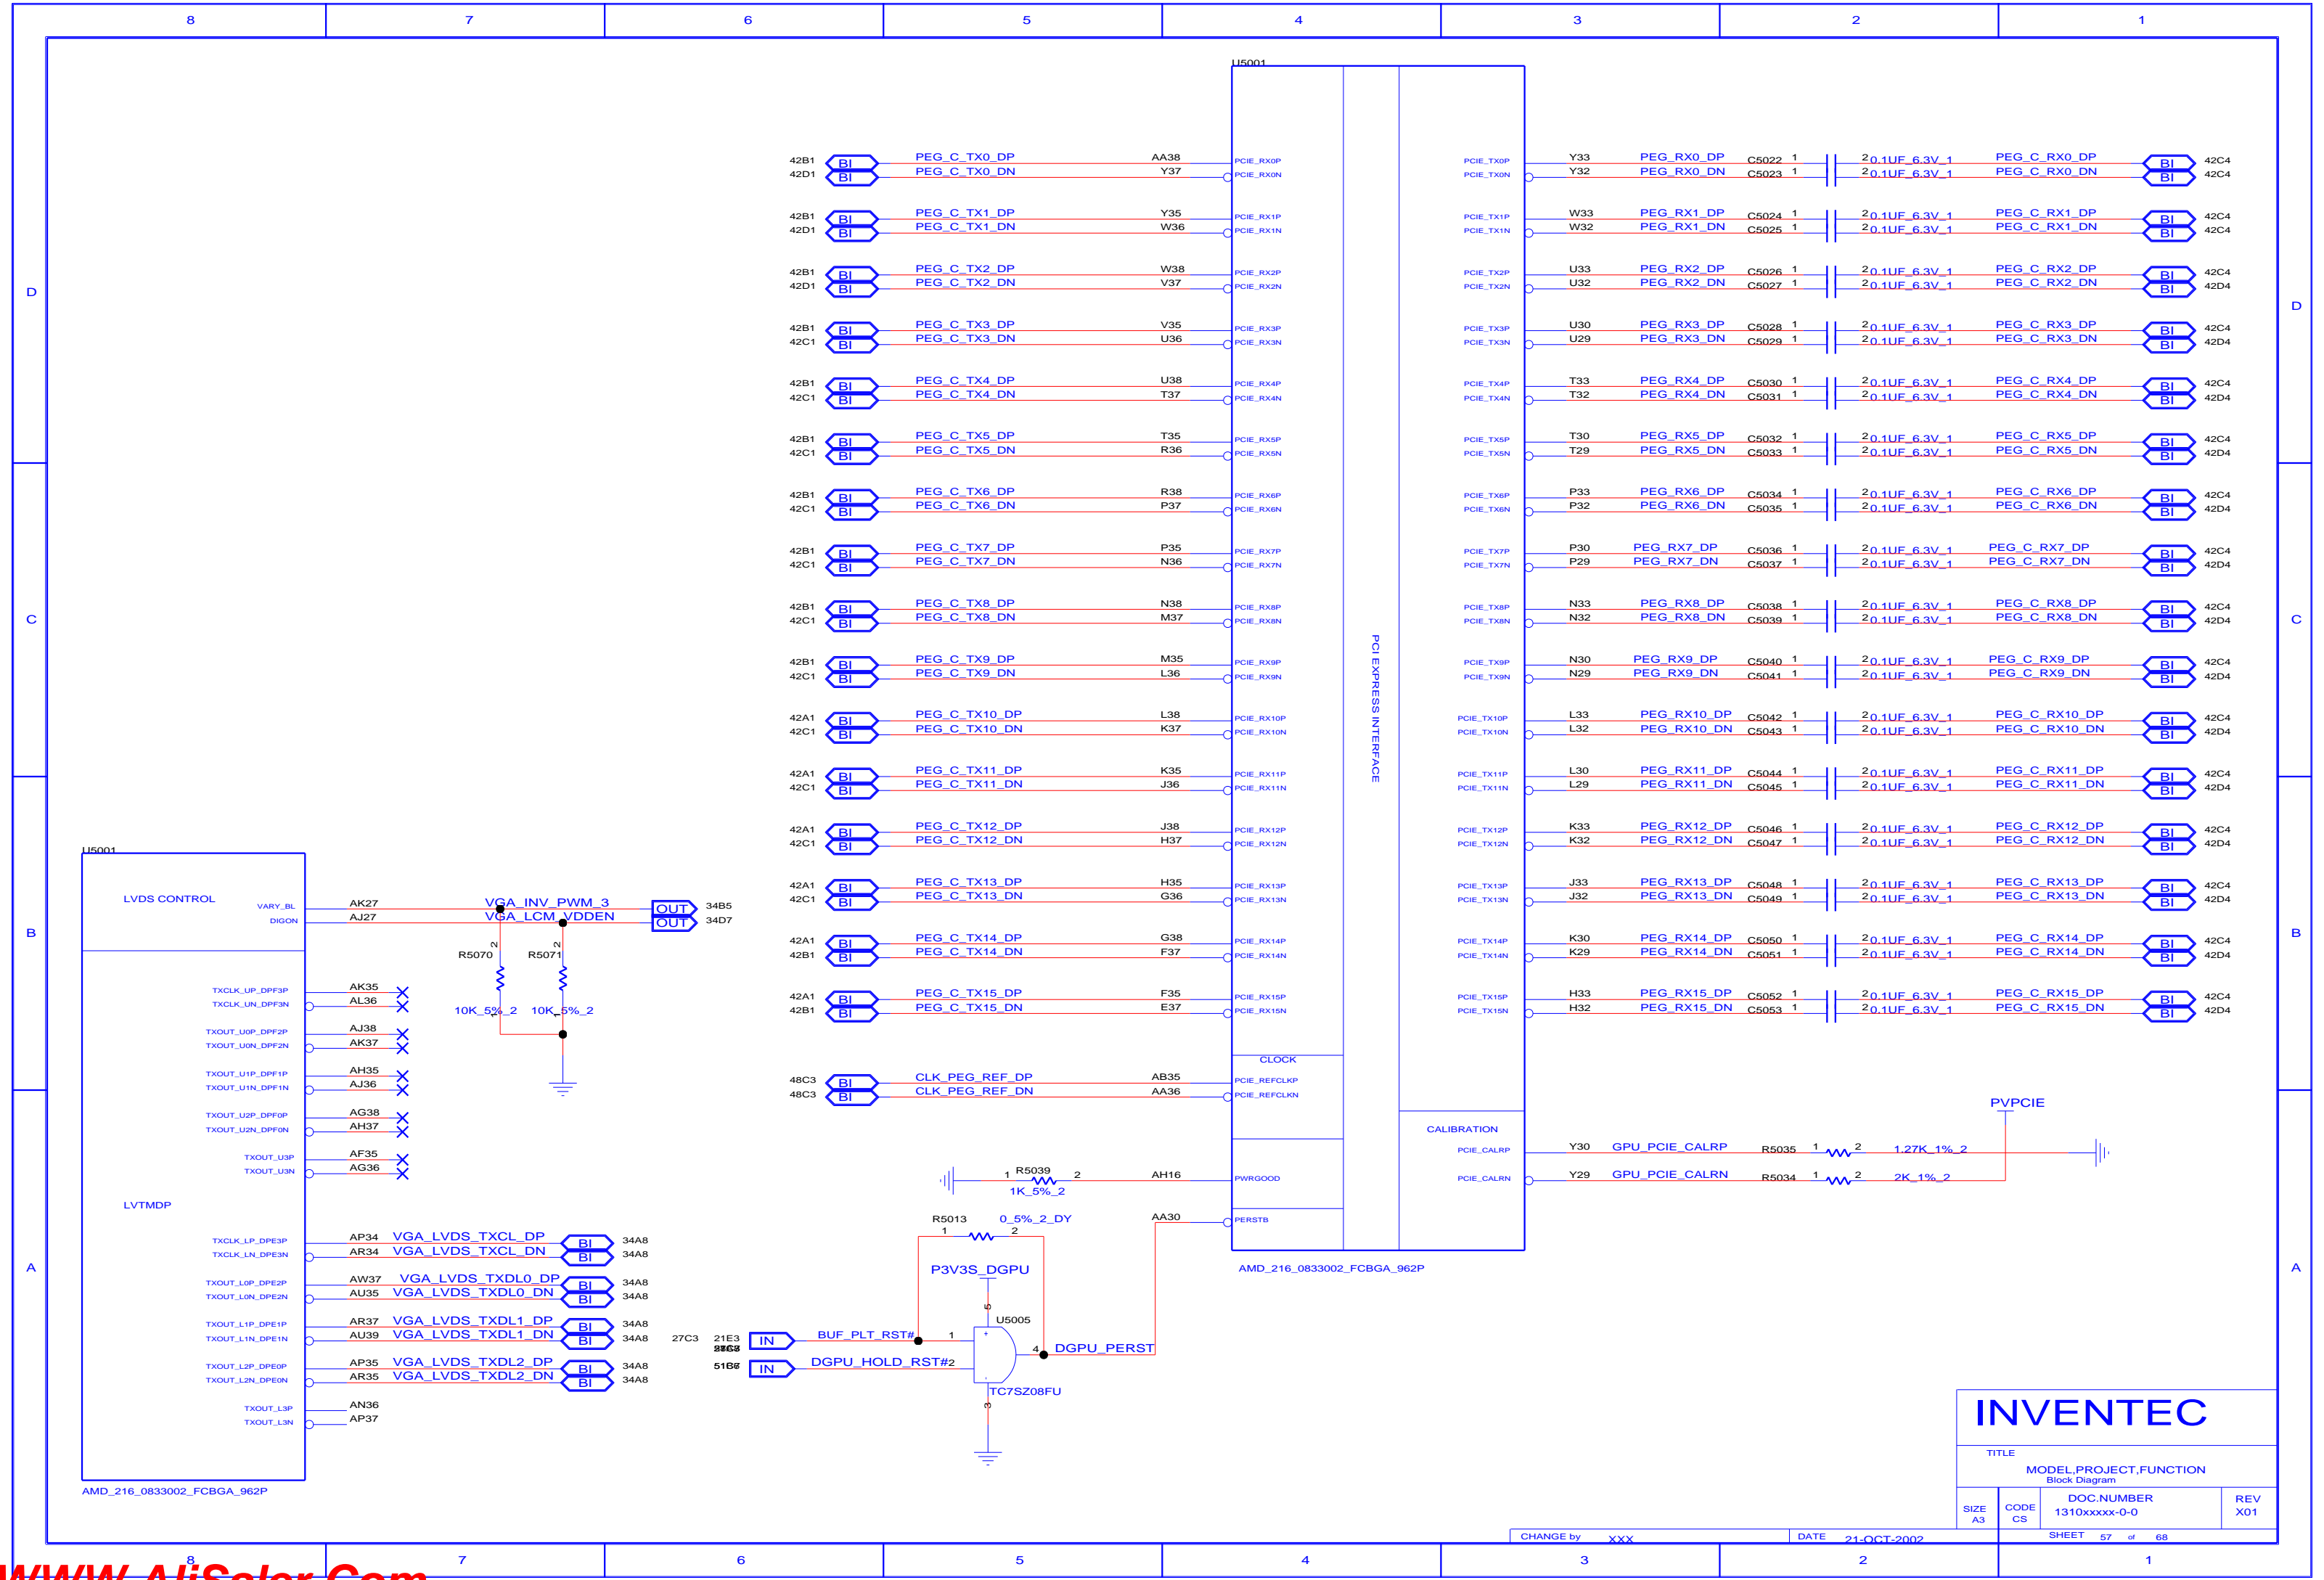 8 7 6 5 4 3 2 1
U5001
42B1 BI PEG_C_TX0_DP AA38 PCIE_RX0P PCIE_TX0P Y33 PEG_RX0_DP C5022 1 2 0.1UF_6.3V_1 PEG_C_RX0_DP BI 42C4
42D1 BI PEG_C_TX0_DN Y37 PCIE_RX0N PCIE_TX0N Y32 PEG_RX0_DN C5023 1 2 0.1UF_6.3V_1 PEG_C_RX0_DN BI 42C4
42B1 BI PEG_C_TX1_DP Y35 PCIE_RX1P PCIE_TX1P W33 PEG_RX1_DP C5024 1 2 0.1UF_6.3V_1 PEG_C_RX1_DP BI 42C4
42D1 BI PEG_C_TX1_DN W36 PCIE_RX1N PCIE_TX1N W32 PEG_RX1_DN C5025 1 2 0.1UF_6.3V_1 PEG_C_RX1_DN BI 42C4
42B1 BI PEG_C_TX2_DP W38 PCIE_RX2P PCIE_TX2P U33 PEG_RX2_DP C5026 1 2 0.1UF_6.3V_1 PEG_C_RX2_DP BI 42C4
42D1 BI PEG_C_TX2_DN V37 PCIE_RX2N PCIE_TX2N U32 PEG_RX2_DN C5027 1 2 0.1UF_6.3V_1 PEG_C_RX2_DN BI 42D4
D D
42B1 BI PEG_C_TX3_DP V35 PCIE_RX3P PCIE_TX3P U30 PEG_RX3_DP C5028 1 2 0.1UF_6.3V_1 PEG_C_RX3_DP BI 42C4
42C1 BI PEG_C_TX3_DN U36 PCIE_RX3N PCIE_TX3N U29 PEG_RX3_DN C5029 1 2 0.1UF_6.3V_1 PEG_C_RX3_DN BI 42D4
42B1 BI PEG_C_TX4_DP U38 PCIE_RX4P PCIE_TX4P T33 PEG_RX4_DP C5030 1 2 0.1UF_6.3V_1 PEG_C_RX4_DP BI 42C4
42C1 BI PEG_C_TX4_DN T37 PCIE_RX4N PCIE_TX4N T32 PEG_RX4_DN C5031 1 2 0.1UF_6.3V_1 PEG_C_RX4_DN BI 42D4
42B1 BI PEG_C_TX5_DP T35 PCIE_RX5P PCIE_TX5P T30 PEG_RX5_DP C5032 1 2 0.1UF_6.3V_1 PEG_C_RX5_DP BI 42C4
42C1 BI PEG_C_TX5_DN R36 PCIE_RX5N PCIE_TX5N T29 PEG_RX5_DN C5033 1 2 0.1UF_6.3V_1 PEG_C_RX5_DN BI 42D4
42B1 BI PEG_C_TX6_DP R38 PCIE_RX6P PCIE_TX6P P33 PEG_RX6_DP C5034 1 2 0.1UF_6.3V_1 PEG_C_RX6_DP BI 42C4
42C1 BI PEG_C_TX6_DN P37 PCIE_RX6N PCIE_TX6N P32 PEG_RX6_DN C5035 1 2 0.1UF_6.3V_1 PEG_C_RX6_DN BI 42D4
42B1 BI PEG_C_TX7_DP P35 PCIE_RX7P PCIE_TX7P P30 PEG_RX7_DP C5036 1 2 0.1UF_6.3V_1 PEG_C_RX7_DP BI 42C4
42C1 BI PEG_C_TX7_DN N36 PCIE_RX7N PCIE_TX7N P29 PEG_RX7_DN C5037 1 2 0.1UF_6.3V_1 PEG_C_RX7_DN BI 42D4
42B1 BI PEG_C_TX8_DP N38 PCIE_RX8P PCIE_TX8P N33 PEG_RX8_DP C5038 1 2 0.1UF_6.3V_1 PEG_C_RX8_DP BI 42C4
42C1 BI PEG_C_TX8_DN M37 PCIE_RX8N PCIE_TX8N N32 PEG_RX8_DN C5039 1 2 0.1UF_6.3V_1 PEG_C_RX8_DN BI 42D4
C C
42B1 BI PEG_C_TX9_DP M35 PCIE_RX9P PCIE_TX9P N30 PEG_RX9_DP C5040 1 2 0.1UF_6.3V_1 PEG_C_RX9_DP BI 42C4
42C1 BI PEG_C_TX9_DN L36 PCIE_RX9N PCIE_TX9N N29 PEG_RX9_DN C5041 1 2 0.1UF_6.3V_1 PEG_C_RX9_DN BI 42D4
PCI EXPRESS INTERFACE
42A1 BI PEG_C_TX10_DP L38 PCIE_RX10P PCIE_TX10P L33 PEG_RX10_DP C5042 1 2 0.1UF_6.3V_1 PEG_C_RX10_DP BI 42C4
42C1 BI PEG_C_TX10_DN K37 PCIE_RX10N PCIE_TX10N L32 PEG_RX10_DN C5043 1 2 0.1UF_6.3V_1 PEG_C_RX10_DN BI 42D4
42A1 BI PEG_C_TX11_DP K35 PCIE_RX11P PCIE_TX11P L30 PEG_RX11_DP C5044 1 2 0.1UF_6.3V_1 PEG_C_RX11_DP BI 42C4
42C1 BI PEG_C_TX11_DN J36 PCIE_RX11N PCIE_TX11N L29 PEG_RX11_DN C5045 1 2 0.1UF_6.3V_1 PEG_C_RX11_DN BI 42D4
42A1 BI PEG_C_TX12_DP J38 PCIE_RX12P PCIE_TX12P K33 PEG_RX12_DP C5046 1 2 0.1UF_6.3V_1 PEG_C_RX12_DP BI 42C4
42C1 BI PEG_C_TX12_DN H37 PCIE_RX12N PCIE_TX12N K32 PEG_RX12_DN C5047 1 2 0.1UF_6.3V_1 PEG_C_RX12_DN BI 42D4
42A1 BI PEG_C_TX13_DP H35 PCIE_RX13P PCIE_TX13P J33 PEG_RX13_DP C5048 1 2 0.1UF_6.3V_1 PEG_C_RX13_DP BI 42C4
42C1 BI PEG_C_TX13_DN G36 PCIE_RX13N PCIE_TX13N J32 PEG_RX13_DN C5049 1 2 0.1UF_6.3V_1 PEG_C_RX13_DN BI 42D4
B B
42A1 BI PEG_C_TX14_DP G38 PCIE_RX14P PCIE_TX14P K30 PEG_RX14_DP C5050 1 2 0.1UF_6.3V_1 PEG_C_RX14_DP BI 42C4
42B1 BI PEG_C_TX14_DN F37 PCIE_RX14N PCIE_TX14N K29 PEG_RX14_DN C5051 1 2 0.1UF_6.3V_1 PEG_C_RX14_DN BI 42D4
42A1 BI PEG_C_TX15_DP F35 PCIE_RX15P PCIE_TX15P H33 PEG_RX15_DP C5052 1 2 0.1UF_6.3V_1 PEG_C_RX15_DP BI 42C4
42B1 BI PEG_C_TX15_DN E37 PCIE_RX15N PCIE_TX15N H32 PEG_RX15_DN C5053 1 2 0.1UF_6.3V_1 PEG_C_RX15_DN BI 42D4
CLOCK
48C3 BI CLK_PEG_REF_DP AB35 PCIE_REFCLKP
48C3 BI CLK_PEG_REF_DN AA36 PCIE_REFCLKN
PVPCIE
CALIBRATION
PCIE_CALRP Y30 GPU_PCIE_CALRP R5035 1 2 1.27K_1%_2
PCIE_CALRN Y29 GPU_PCIE_CALRN R5034 1 2 2K_1%_2
1 R5039 2 AH16 PWRGOOD
1K_5%_2
R5013 0_5%_2_DY AA30 PERSTB
1 2
AMD_216_0833002_FCBGA_962P
U5001
LVDS CONTROL
VARY_BL AK27 VGA_INV_PWM_3 OUT 34B5
DIGON AJ27 VGA_LCM_VDDEN OUT 34D7
2 2
R5070 R5071
10K_5%_2 10K_5%_2
1 1
TXCLK_UP_DPF3P AK35
TXCLK_UN_DPF3N AL36
TXOUT_U0P_DPF2P AJ38
TXOUT_U0N_DPF2N AK37
TXOUT_U1P_DPF1P AH35
TXOUT_U1N_DPF1N AJ36
TXOUT_U2P_DPF0P AG38
TXOUT_U2N_DPF0N AH37
TXOUT_U3P AF35
TXOUT_U3N AG36
LVTMDP
TXCLK_LP_DPE3P AP34 VGA_LVDS_TXCL_DP BI 34A8
TXCLK_LN_DPE3N AR34 VGA_LVDS_TXCL_DN BI 34A8
A A
TXOUT_L0P_DPE2P AW37 VGA_LVDS_TXDL0_DP BI 34A8
TXOUT_L0N_DPE2N AU35 VGA_LVDS_TXDL0_DN BI 34A8
TXOUT_L1P_DPE1P AR37 VGA_LVDS_TXDL1_DP BI 34A8
TXOUT_L1N_DPE1N AU39 VGA_LVDS_TXDL1_DN BI 34A8
TXOUT_L2P_DPE0P AP35 VGA_LVDS_TXDL2_DP BI 34A8
TXOUT_L2N_DPE0N AR35 VGA_LVDS_TXDL2_DN BI 34A8
TXOUT_L3P AN36
TXOUT_L3N AP37
AMD_216_0833002_FCBGA_962P
P3V3S_DGPU
5 U5005
27C3 21E3 IN BUF_PLT_RST# 1 +
4 DGPU_PERST
IN DGPU_HOLD_RST# 2 -
TC7SZ08FU
3
INVENTEC
TITLE
MODEL,PROJECT,FUNCTION
Block Diagram
SIZE A3 CODE CS DOC.NUMBER 1310xxxxx-0-0 REV X01
CHANGE by XXX DATE 21-OCT-2002 SHEET 57 of 68
8 7 6 5 4 3 2 1
WWW.AliSaler.Com